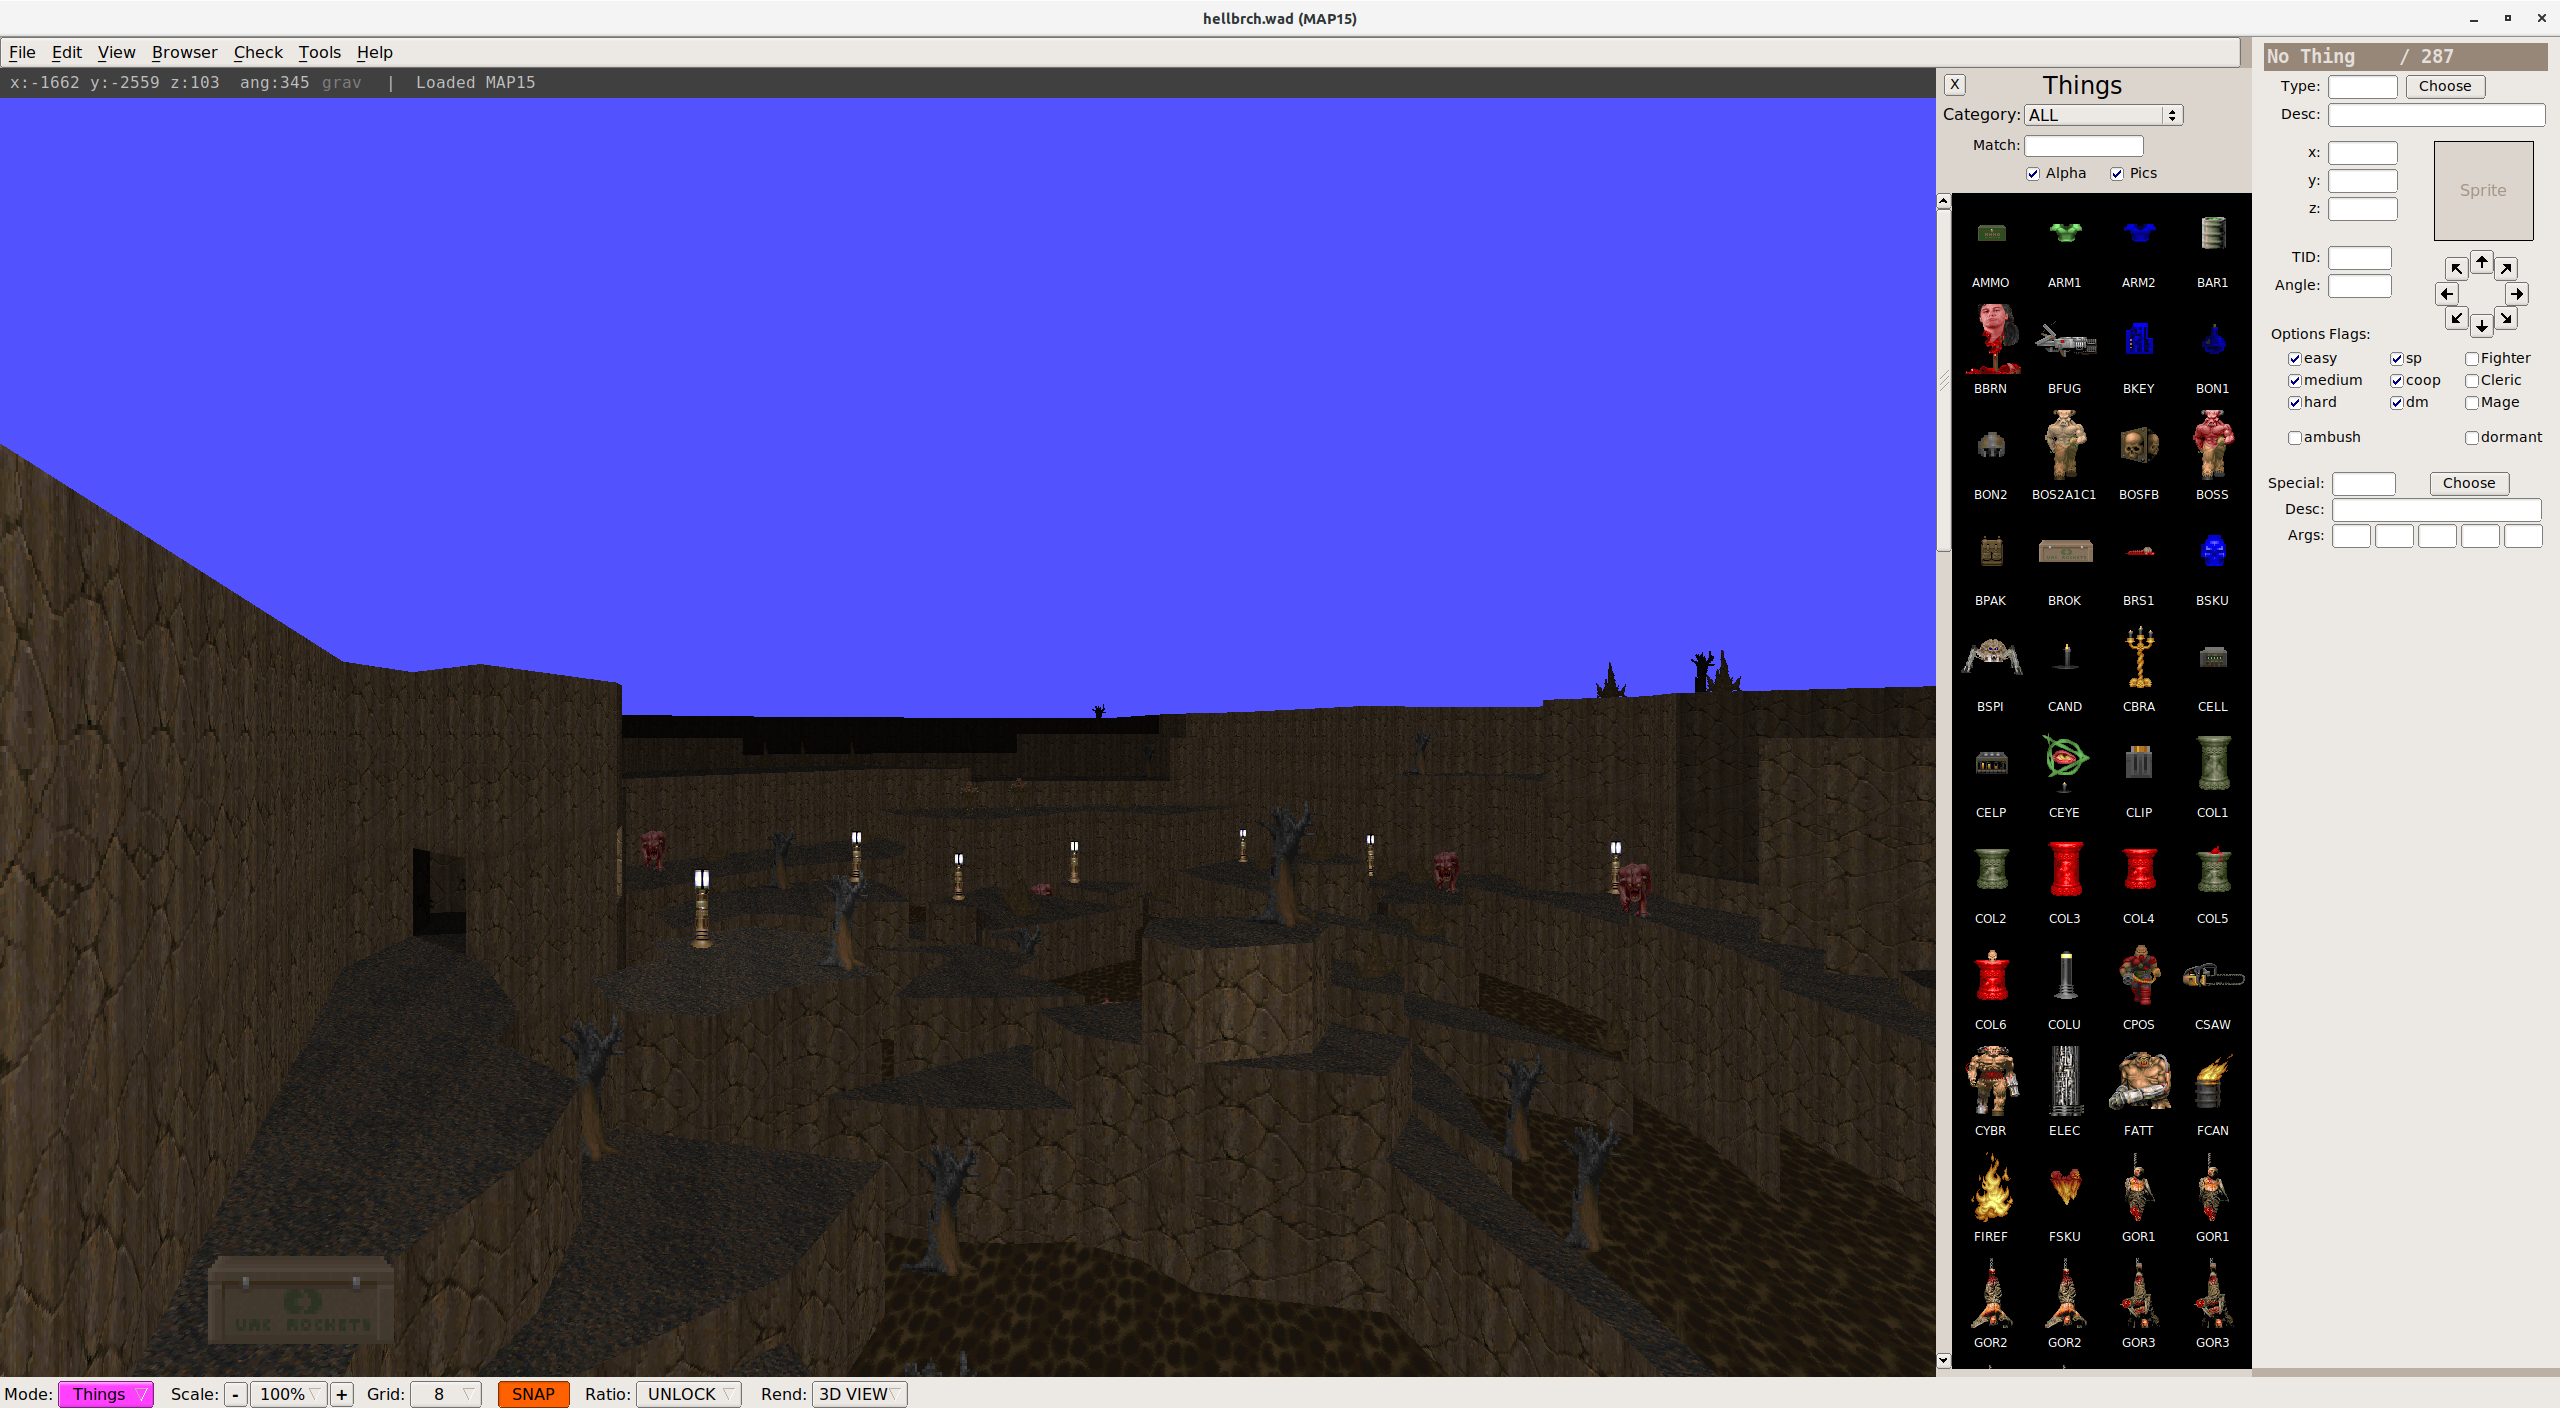 hellbrch.wad (MAP15)
File Edit View Browser Check Tools Help
x:-1662 y:-2559 z:103 ang:345 grav | Loaded MAP15
X Things
Category: ALL
Match:
Alpha Pics
AMMO ARM1 ARM2 BAR1
BBRN BFUG BKEY BON1
BON2 BOS2A1C1 BOSFB BOSS
BPAK BROK BRS1 BSKU
BSPI CAND CBRA CELL
CELP CEYE CLIP COL1
COL2 COL3 COL4 COL5
COL6 COLU CPOS CSAW
CYBR ELEC FATT FCAN
FIREF FSKU GOR1 GOR1
GOR2 GOR2 GOR3 GOR3
No Thing / 287
Type: Choose
Desc:
x:
y:
z:
Sprite
TID:
Angle:
Options Flags:
easy sp Fighter
medium coop Cleric
hard dm Mage
ambush dormant
Special: Choose
Desc:
Args:
UAC ROCKETS
Mode: Things Scale: - 100% + Grid: 8 SNAP Ratio: UNLOCK Rend: 3D VIEW